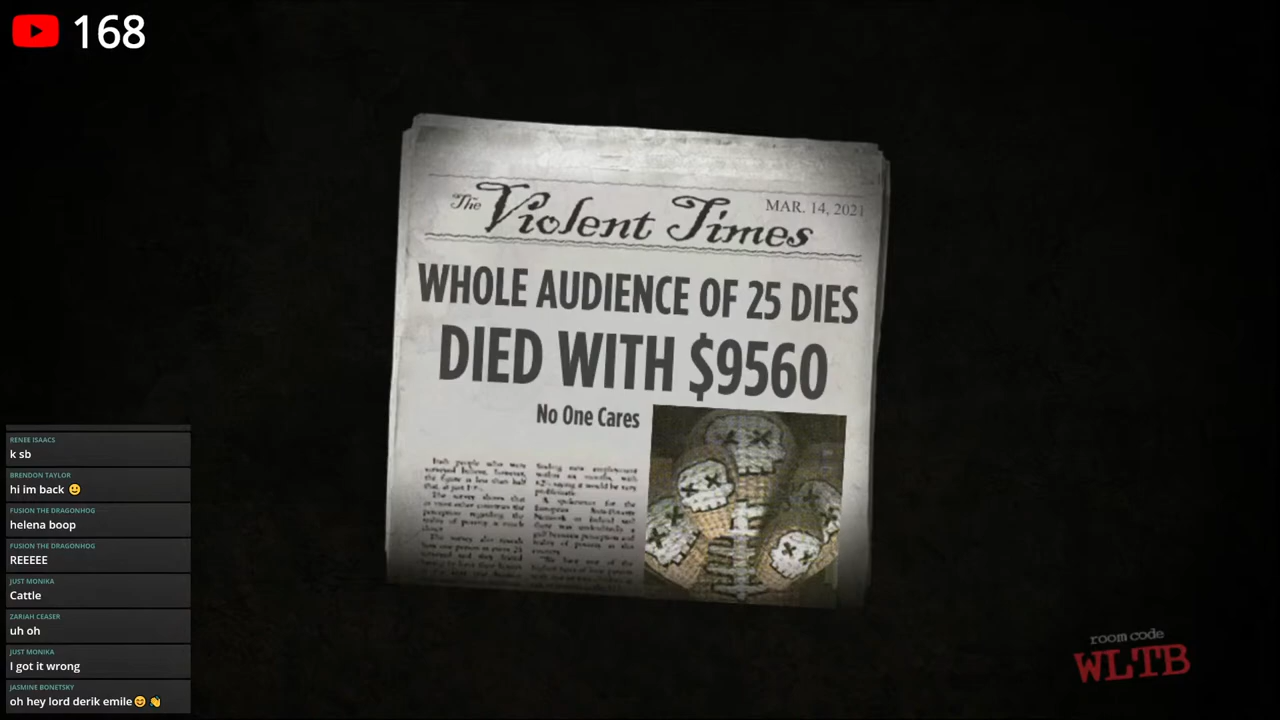 168
The Violent Times
MAR. 14, 2021
WHOLE AUDIENCE OF 25 DIES
DIED WITH $9560
No One Cares
RENEE ISAACS
k sb
BRENDON TAYLOR
hi im back 🙂
FUSION THE DRAGONHOG
helena boop
FUSION THE DRAGONHOG
REEEEE
JUST MONIKA
Cattle
ZARIAH CEASER
uh oh
JUST MONIKA
I got it wrong
JASMINE BONETSKY
oh hey lord derik emile😊 👏
room code
WLTB